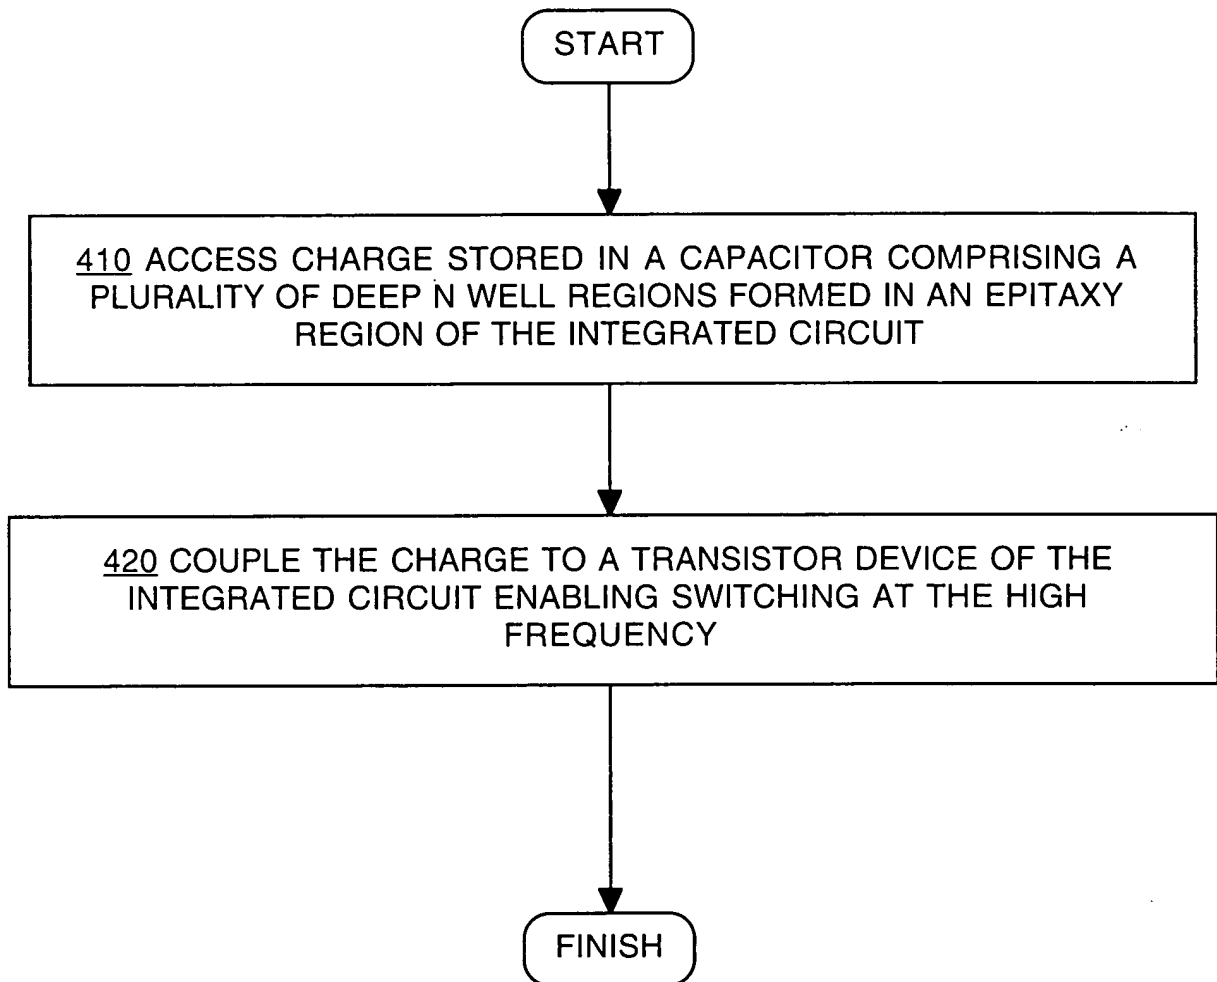 START
410 ACCESS CHARGE STORED IN A CAPACITOR COMPRISING A
PLURALITY OF DEEP N WELL REGIONS FORMED IN AN EPITAXY
REGION OF THE INTEGRATED CIRCUIT
420 COUPLE THE CHARGE TO A TRANSISTOR DEVICE OF THE
INTEGRATED CIRCUIT ENABLING SWITCHING AT THE HIGH
FREQUENCY
FINISH